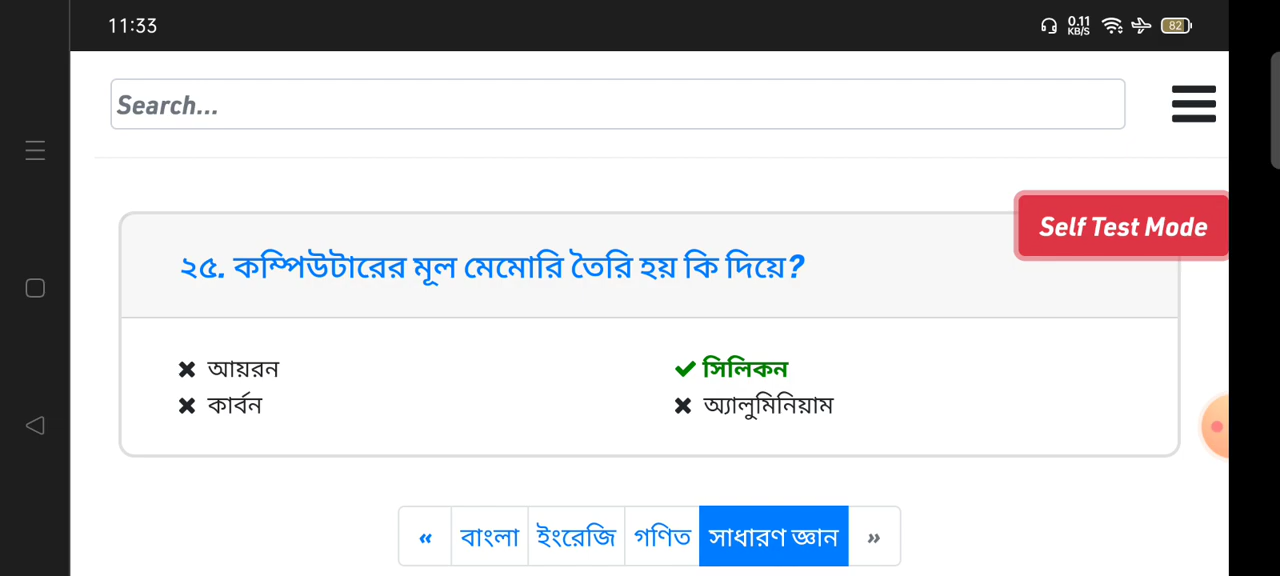 11:33
0.11
KB/S
82
Search...
Self Test Mode
২৫. কম্পিউটারের মূল মেমোরি তৈরি হয় কি দিয়ে?
আয়রন
সিলিকন
কার্বন
অ্যালুমিনিয়াম
« বাংলা ইংরেজি গণিত সাধারণ জ্ঞান »